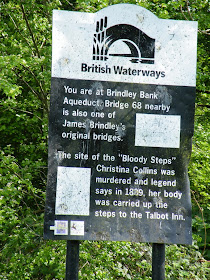 British Waterways
You are at Brindley Bank
Aqueduct, Bridge 68 nearby
is also one of
James Brindley's
original bridges.
The site of the "Bloody Steps"
Christina Collins was
murdered and legend
says in 1839, her body
was carried up the
steps to the Talbot Inn.